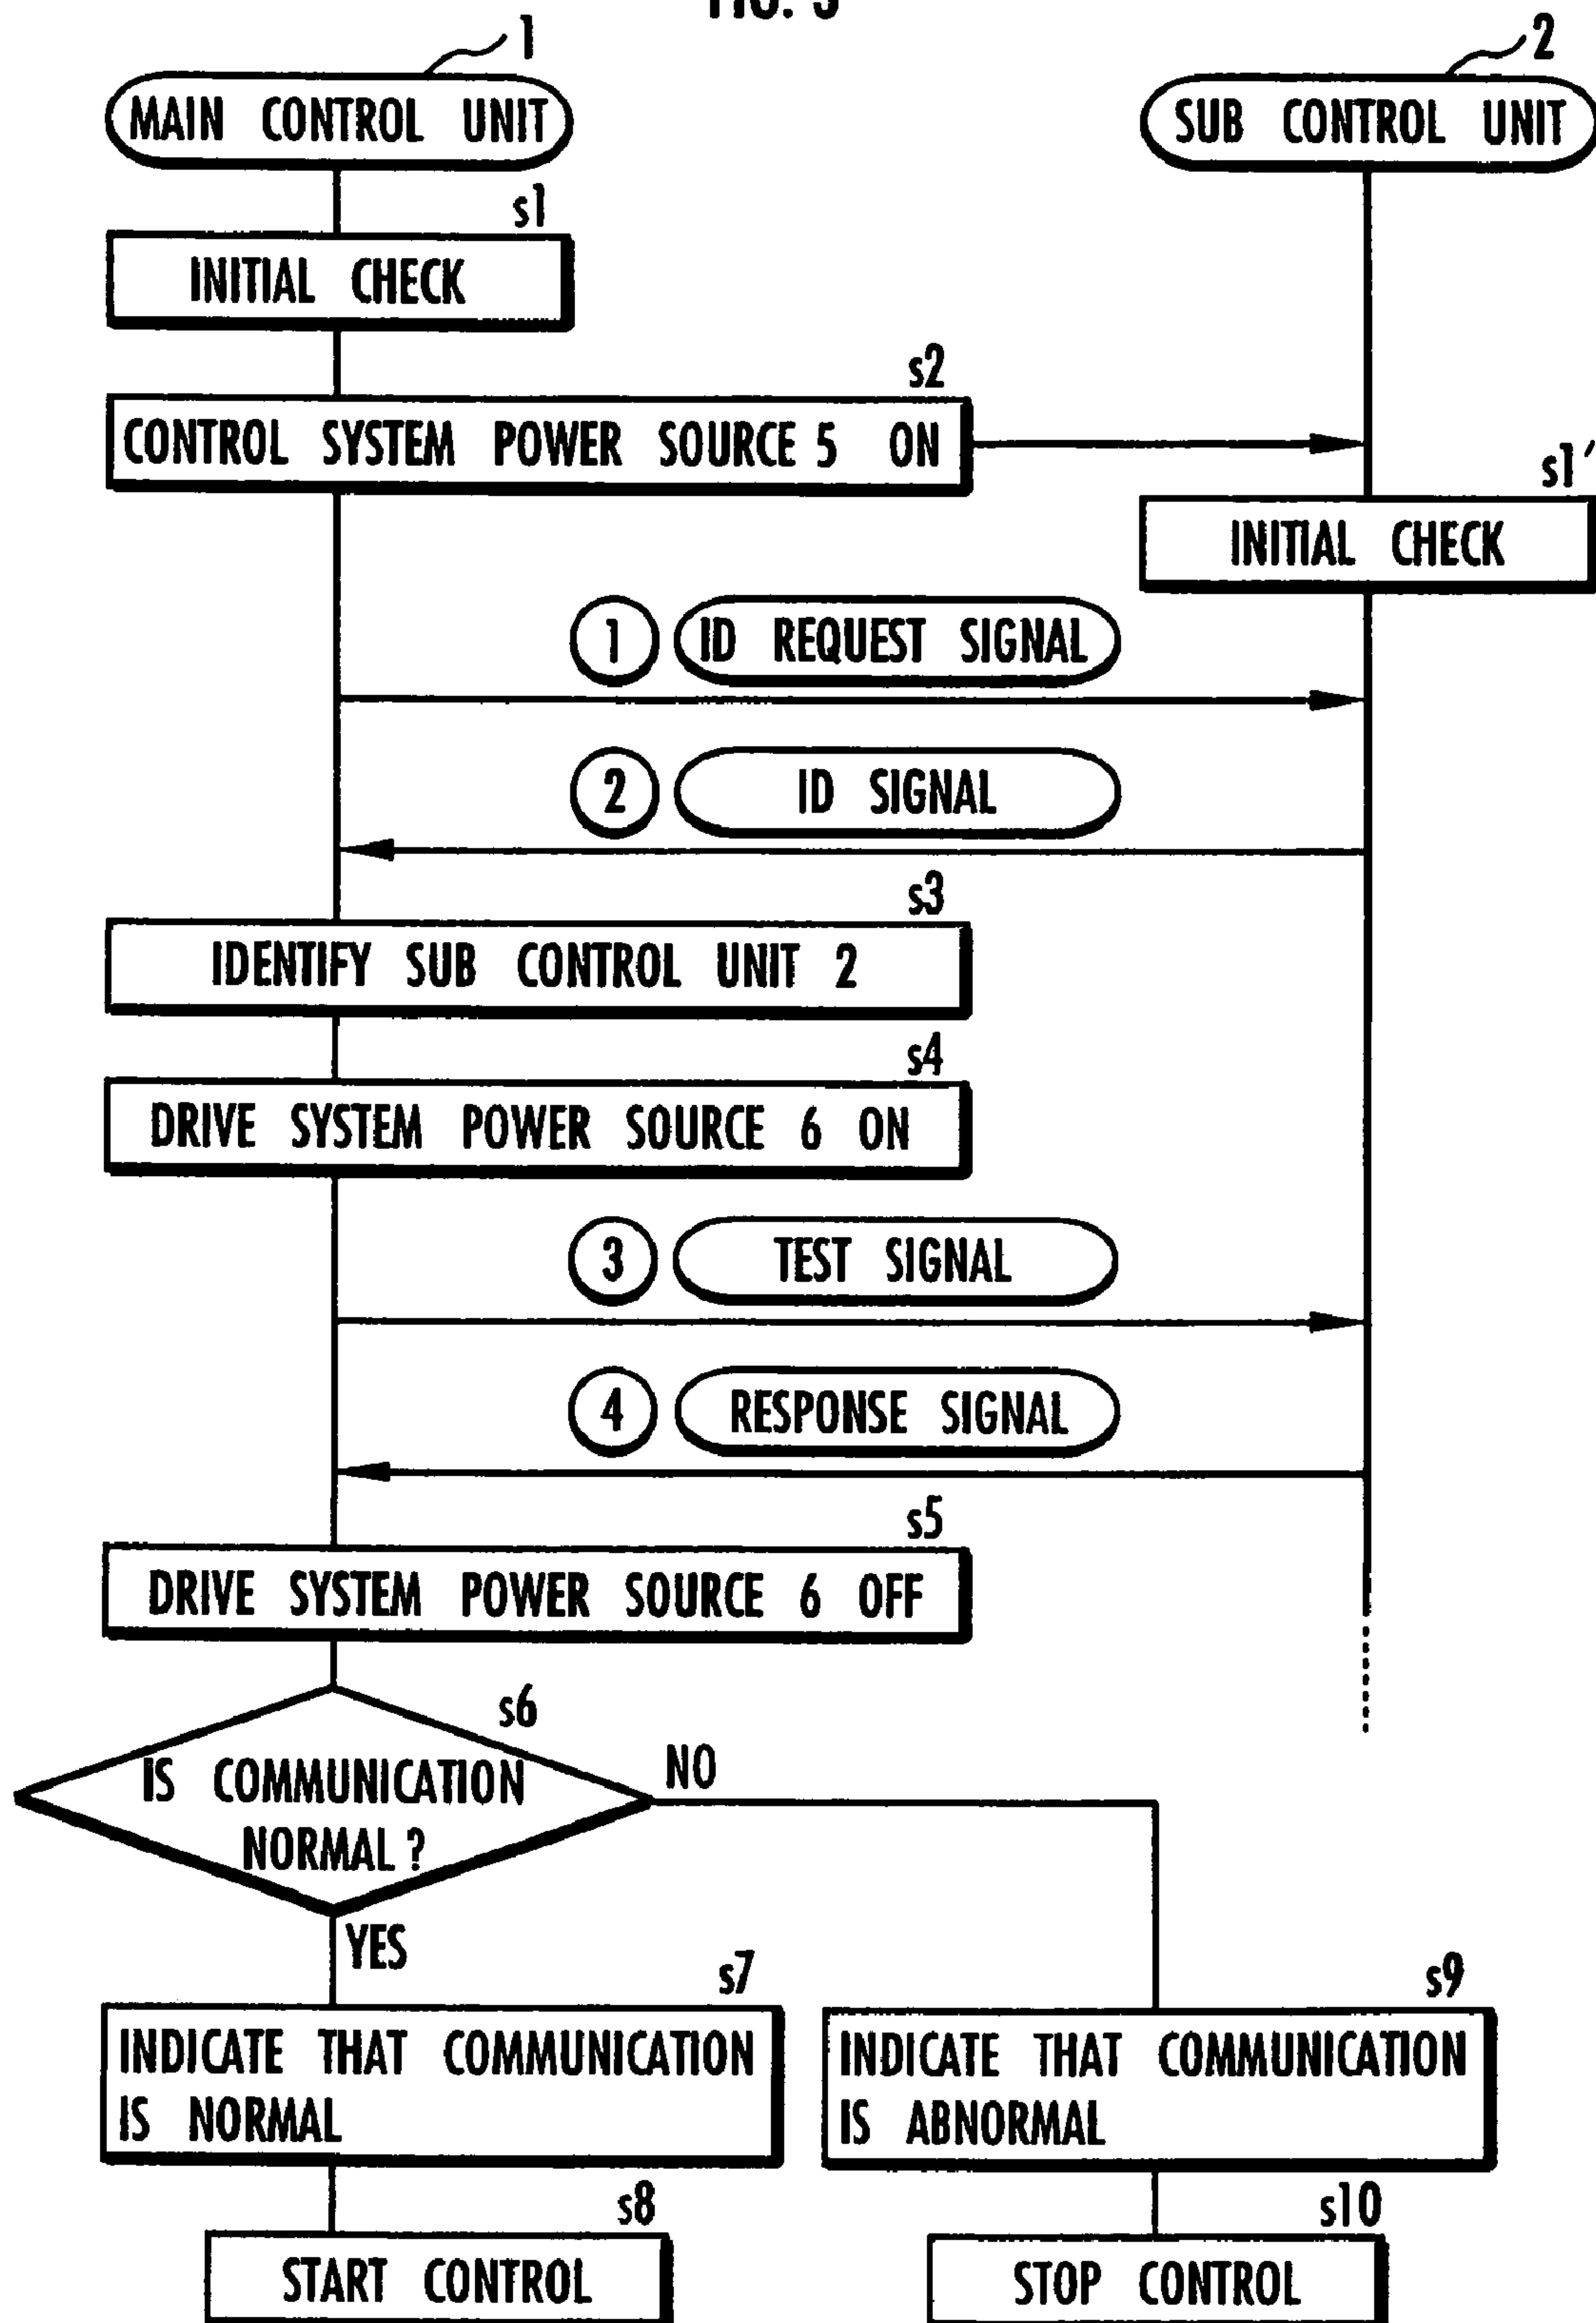 1
2
MAIN CONTROL UNIT
SUB CONTROL UNIT
s1
INITIAL CHECK
s2
CONTROL SYSTEM POWER SOURCE 5 ON
s1'
INITIAL CHECK
1 ID REQUEST SIGNAL
2 ID SIGNAL
s3
IDENTIFY SUB CONTROL UNIT 2
s4
DRIVE SYSTEM POWER SOURCE 6 ON
3 TEST SIGNAL
4 RESPONSE SIGNAL
s5
DRIVE SYSTEM POWER SOURCE 6 OFF
s6
IS COMMUNICATION
NORMAL?
NO
YES
s7
INDICATE THAT COMMUNICATION
IS NORMAL
s9
INDICATE THAT COMMUNICATION
IS ABNORMAL
s8
START CONTROL
s10
STOP CONTROL